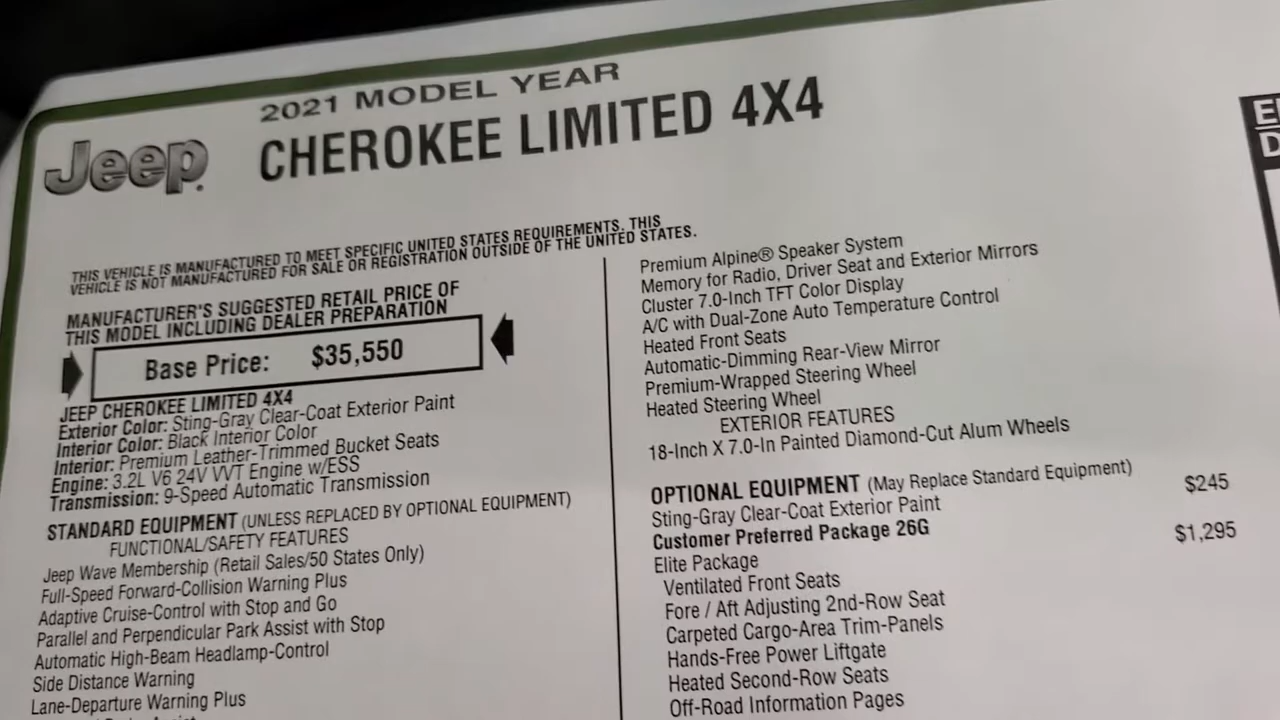 2021 MODEL YEAR
Jeep
CHEROKEE LIMITED 4X4
THIS VEHICLE IS MANUFACTURED TO MEET SPECIFIC UNITED STATES REQUIREMENTS. THIS
VEHICLE IS NOT MANUFACTURED FOR SALE OR REGISTRATION OUTSIDE OF THE UNITED STATES.
MANUFACTURER'S SUGGESTED RETAIL PRICE OF
THIS MODEL INCLUDING DEALER PREPARATION
Base Price: $35,550
JEEP CHEROKEE LIMITED 4X4
Exterior Color: Sting-Gray Clear-Coat Exterior Paint
Interior Color: Black Interior Color
Interior: Premium Leather-Trimmed Bucket Seats
Engine: 3.2L V6 24V VVT Engine w/ESS
Transmission: 9-Speed Automatic Transmission
STANDARD EQUIPMENT (UNLESS REPLACED BY OPTIONAL EQUIPMENT)
FUNCTIONAL/SAFETY FEATURES
Jeep Wave Membership (Retail Sales/50 States Only)
Full-Speed Forward-Collision Warning Plus
Adaptive Cruise-Control with Stop and Go
Parallel and Perpendicular Park Assist with Stop
Automatic High-Beam Headlamp-Control
Side Distance Warning
Lane-Departure Warning Plus
Premium Alpine® Speaker System
Memory for Radio, Driver Seat and Exterior Mirrors
Cluster 7.0-Inch TFT Color Display
A/C with Dual-Zone Auto Temperature Control
Heated Front Seats
Automatic-Dimming Rear-View Mirror
Premium-Wrapped Steering Wheel
Heated Steering Wheel
EXTERIOR FEATURES
18-Inch X 7.0-In Painted Diamond-Cut Alum Wheels
OPTIONAL EQUIPMENT (May Replace Standard Equipment)
Sting-Gray Clear-Coat Exterior Paint $245
Customer Preferred Package 26G
Elite Package $1,295
Ventilated Front Seats
Fore / Aft Adjusting 2nd-Row Seat
Carpeted Cargo-Area Trim-Panels
Hands-Free Power Liftgate
Heated Second-Row Seats
Off-Road Information Pages